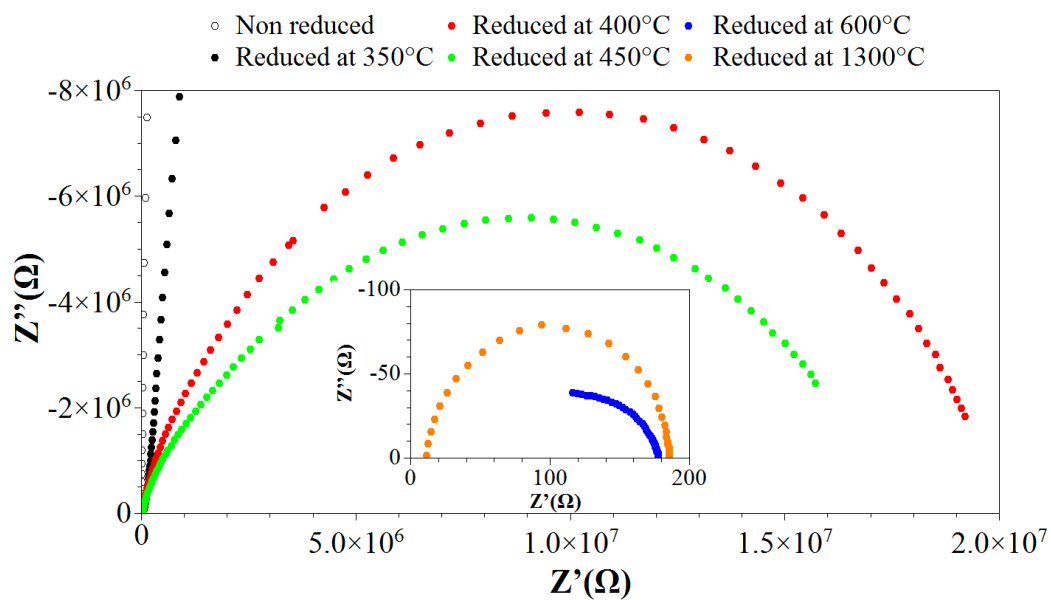 Non reduced
Reduced at 400°C
Reduced at 600°C
Reduced at 350°C
Reduced at 450°C
Reduced at 1300°C
-8×10⁶
-6×10⁶
-4×10⁶
-2×10⁶
0
Z’’(Ω)
-100
-50
0
Z’’(Ω)
0
100
200
Z’(Ω)
0
5.0×10⁶
1.0×10⁷
1.5×10⁷
2.0×10⁷
Z’(Ω)